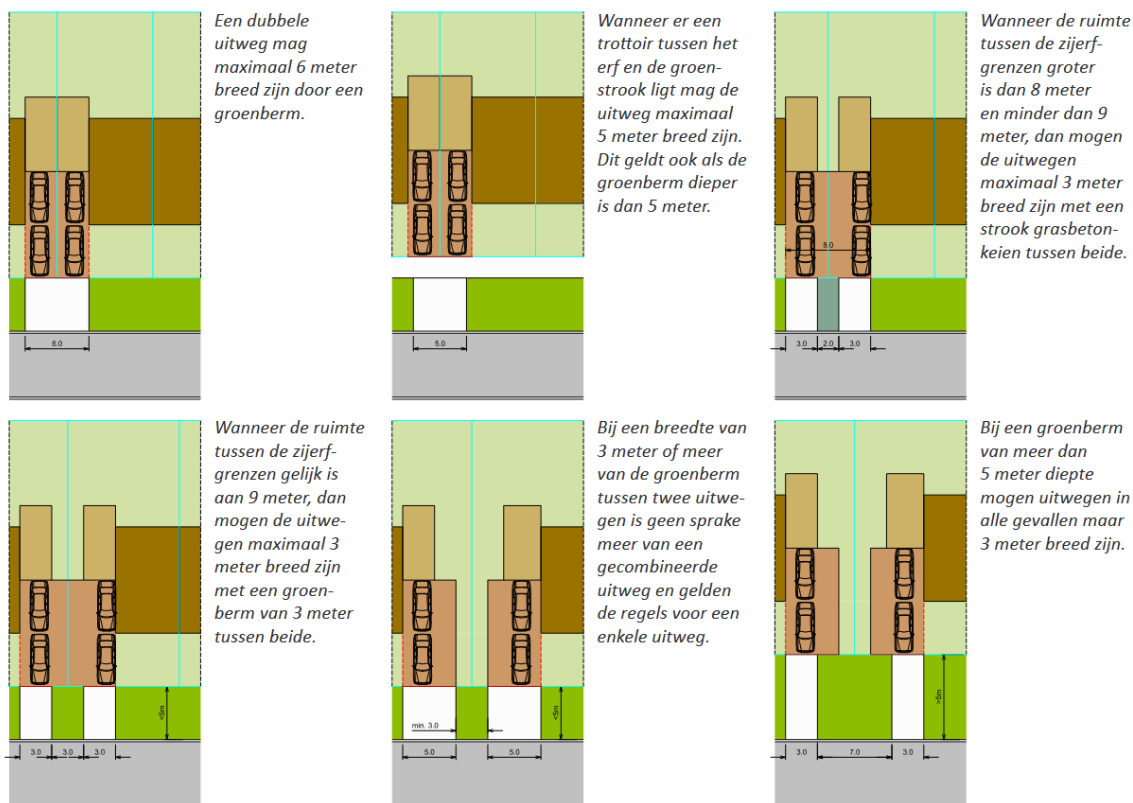 Een dubbele
uitweg mag
maximaal 6 meter
breed zijn door een
groenberm.
6.0
Wanneer er een
trottoir tussen het
erf en de groen-
strook ligt mag de
uitweg maximaal
5 meter breed zijn.
Dit geldt ook als de
groenberm dieper
is dan 5 meter.
5.0
Wanneer de ruimte
tussen de zijerf-
grenzen groter
is dan 8 meter
en minder dan 9
meter, dan mogen
de uitwegen
maximaal 3 meter
breed zijn met een
strook grasbeton-
keien tussen beide.
8.0
3.0 2.0 3.0
Wanneer de ruimte
tussen de zijerf-
grenzen gelijk is
aan 9 meter, dan
mogen de uitwe-
gen maximaal 3
meter breed zijn
met een groen-
berm van 3 meter
tussen beide.
<5m
3.0 3.0 3.0
Bij een breedte van
3 meter of meer
van de groenberm
tussen twee uitwe-
gen is geen sprake
meer van een
gecombineerde
uitweg en gelden
de regels voor een
enkele uitweg.
min. 3.0
<5m
5.0 5.0
Bij een groenberm
van meer dan
5 meter diepte
mogen uitwegen in
alle gevallen maar
3 meter breed zijn.
>5m
3.0 7.0 3.0